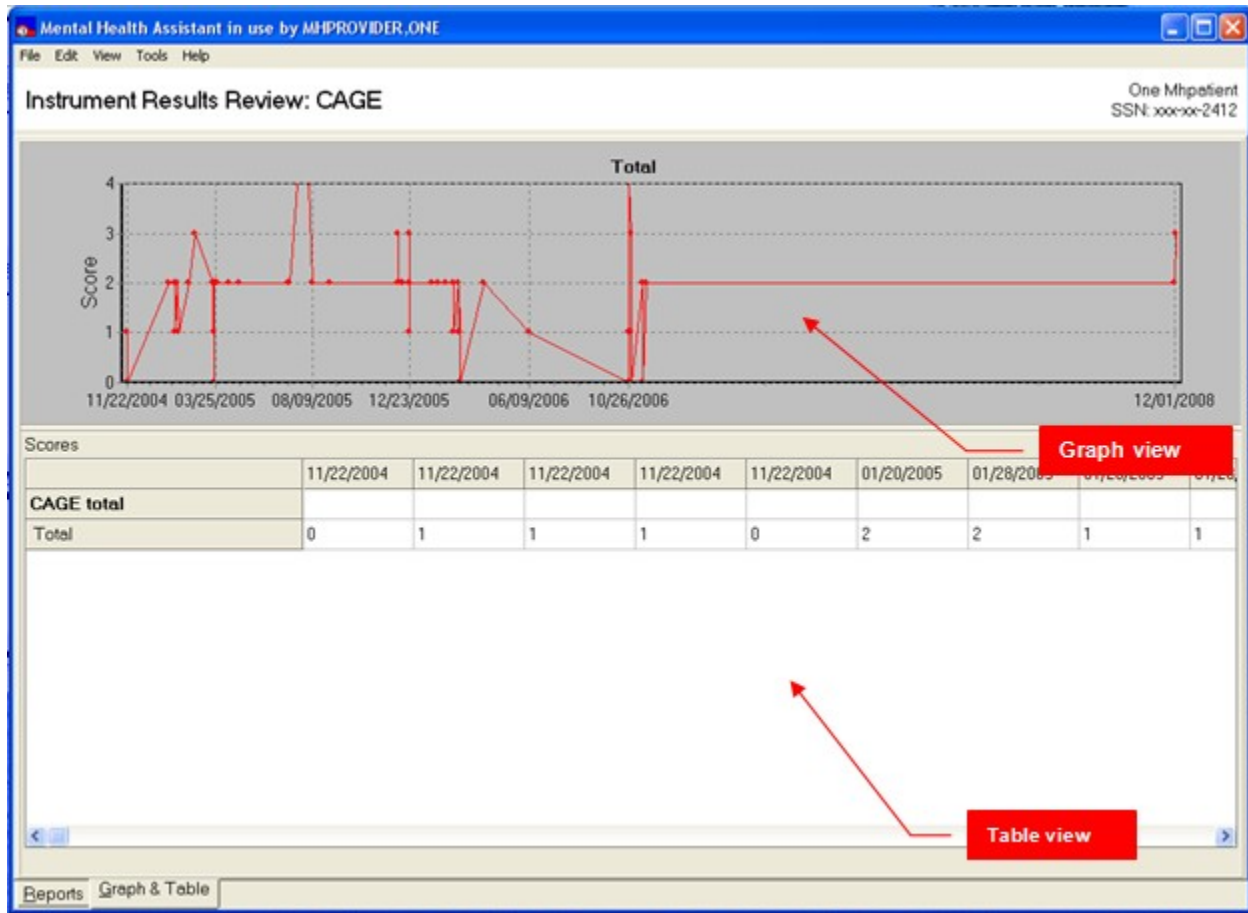 Mental Health Assistant in use by MHPROVIDER,ONE
File Edit View Tools Help
Instrument Results Review: CAGE
One Mhpatient
SSN: xxx-xx-2412
Total
4
3
2
1
0
Score
11/22/2004 03/25/2005 08/09/2005 12/23/2005 06/09/2006 10/26/2006 12/01/2008
Graph view
Scores
11/22/2004 11/22/2004 11/22/2004 11/22/2004 11/22/2004 01/20/2005 01/28/2005
CAGE total
Total 0 1 1 1 0 2 2 1 1
Table view
Reports Graph & Table